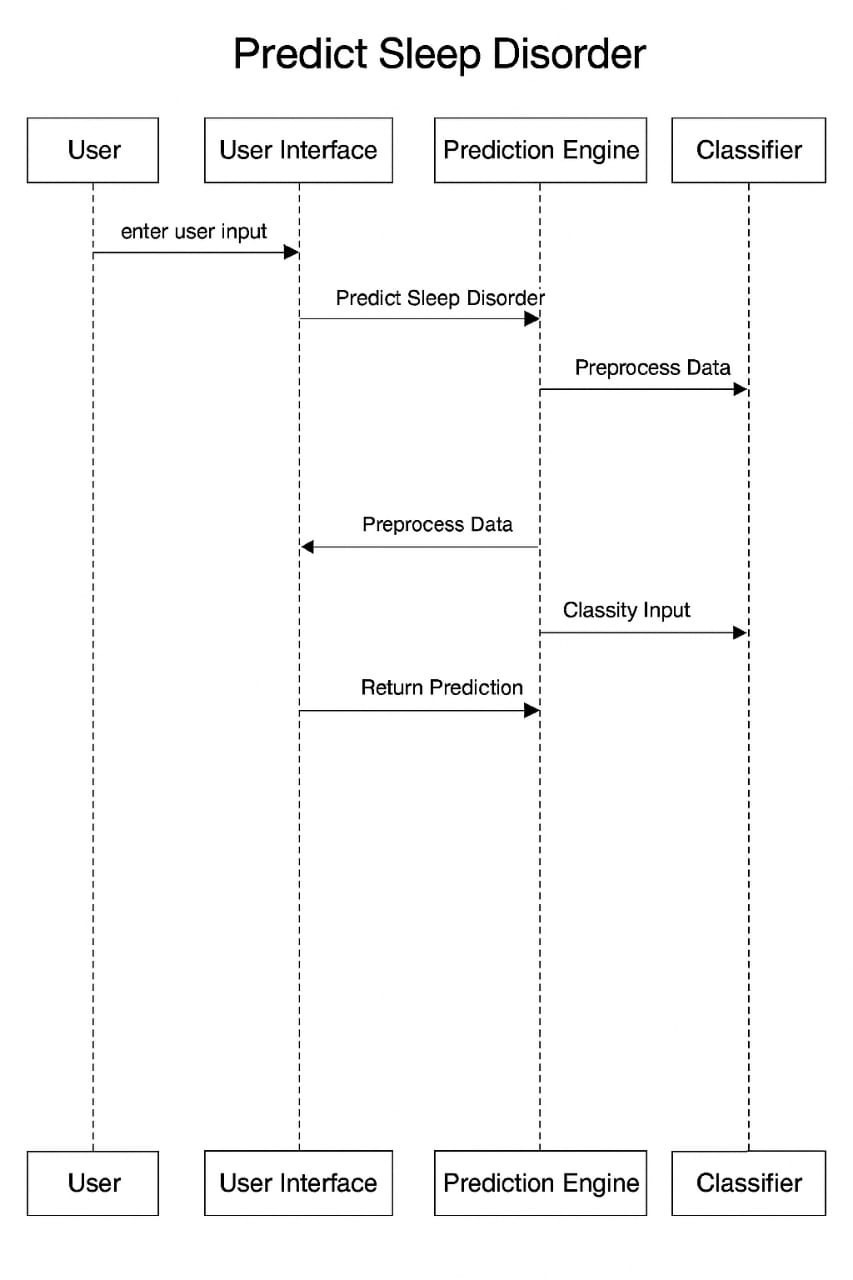 Predict Sleep Disorder
User
User Interface
Prediction Engine
Classifier
enter user input
Predict Sleep Disorder
Preprocess Data
Preprocess Data
Classity Input
Return Prediction
User
User Interface
Prediction Engine
Classifier